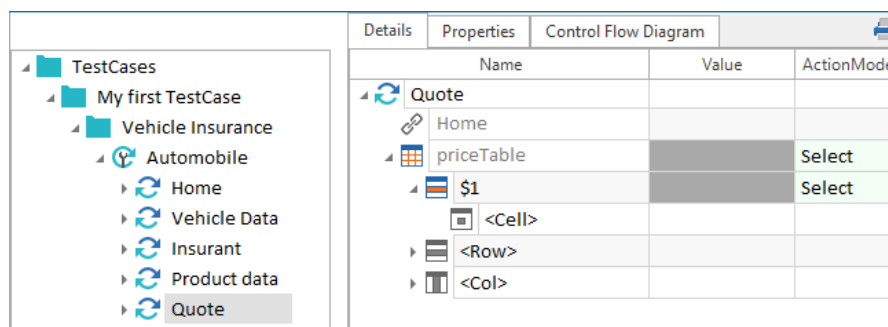 Details Properties Control Flow Diagram
Name Value ActionMode
TestCases
My first TestCase
Vehicle Insurance
Automobile
Home
Vehicle Data
Insurant
Product data
Quote
Quote
Home
priceTable Select
$1 Select
<Cell>
<Row>
<Col>